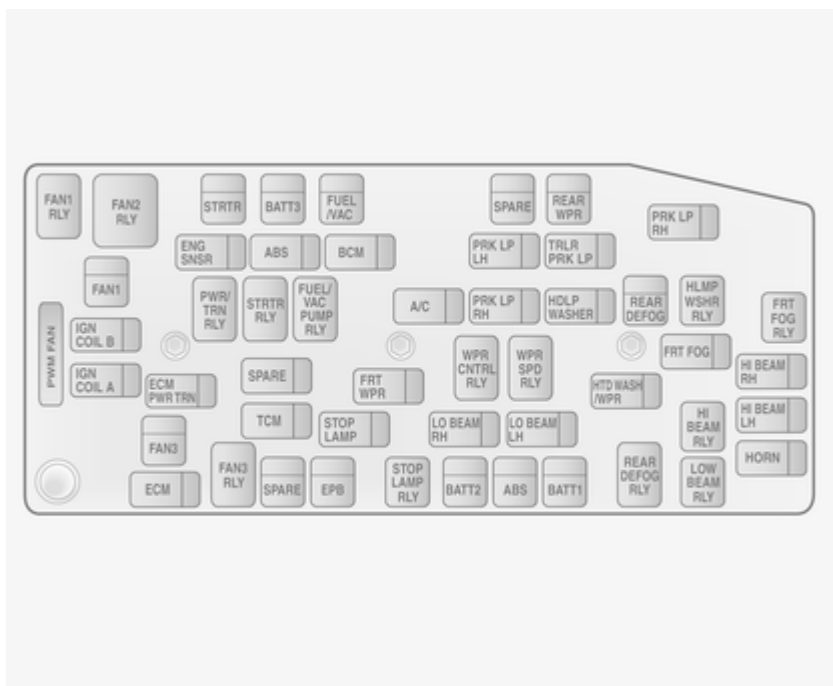 FAN1
RLY
FAN2
RLY
STRTR
BATT3
FUEL
/VAC
SPARE
REAR
WPR
PRK LP
RH
ENG
SNSR
ABS
BCM
PRK LP
LH
TRLR
PRK LP
FAN1
PWR/
TRN
RLY
STRTR
RLY
FUEL/
VAC
PUMP
RLY
A/C
PRK LP
RH
HDLP
WASHER
REAR
DEFOG
HLMP
WSHR
RLY
FRT
FOG
RLY
PWM FAN
IGN
COIL B
IGN
COIL A
ECM
PWR TRN
SPARE
FRT
WPR
WPR
CNTRL
RLY
WPR
SPD
RLY
FRT FOG
HI BEAM
RH
HTD WASH
/WPR
TCM
STOP
LAMP
LO BEAM
RH
LO BEAM
LH
HI
BEAM
RLY
HI BEAM
LH
FAN3
FAN3
RLY
HORN
ECM
SPARE
EPB
STOP
LAMP
RLY
BATT2
ABS
BATT1
REAR
DEFOG
RLY
LOW
BEAM
RLY